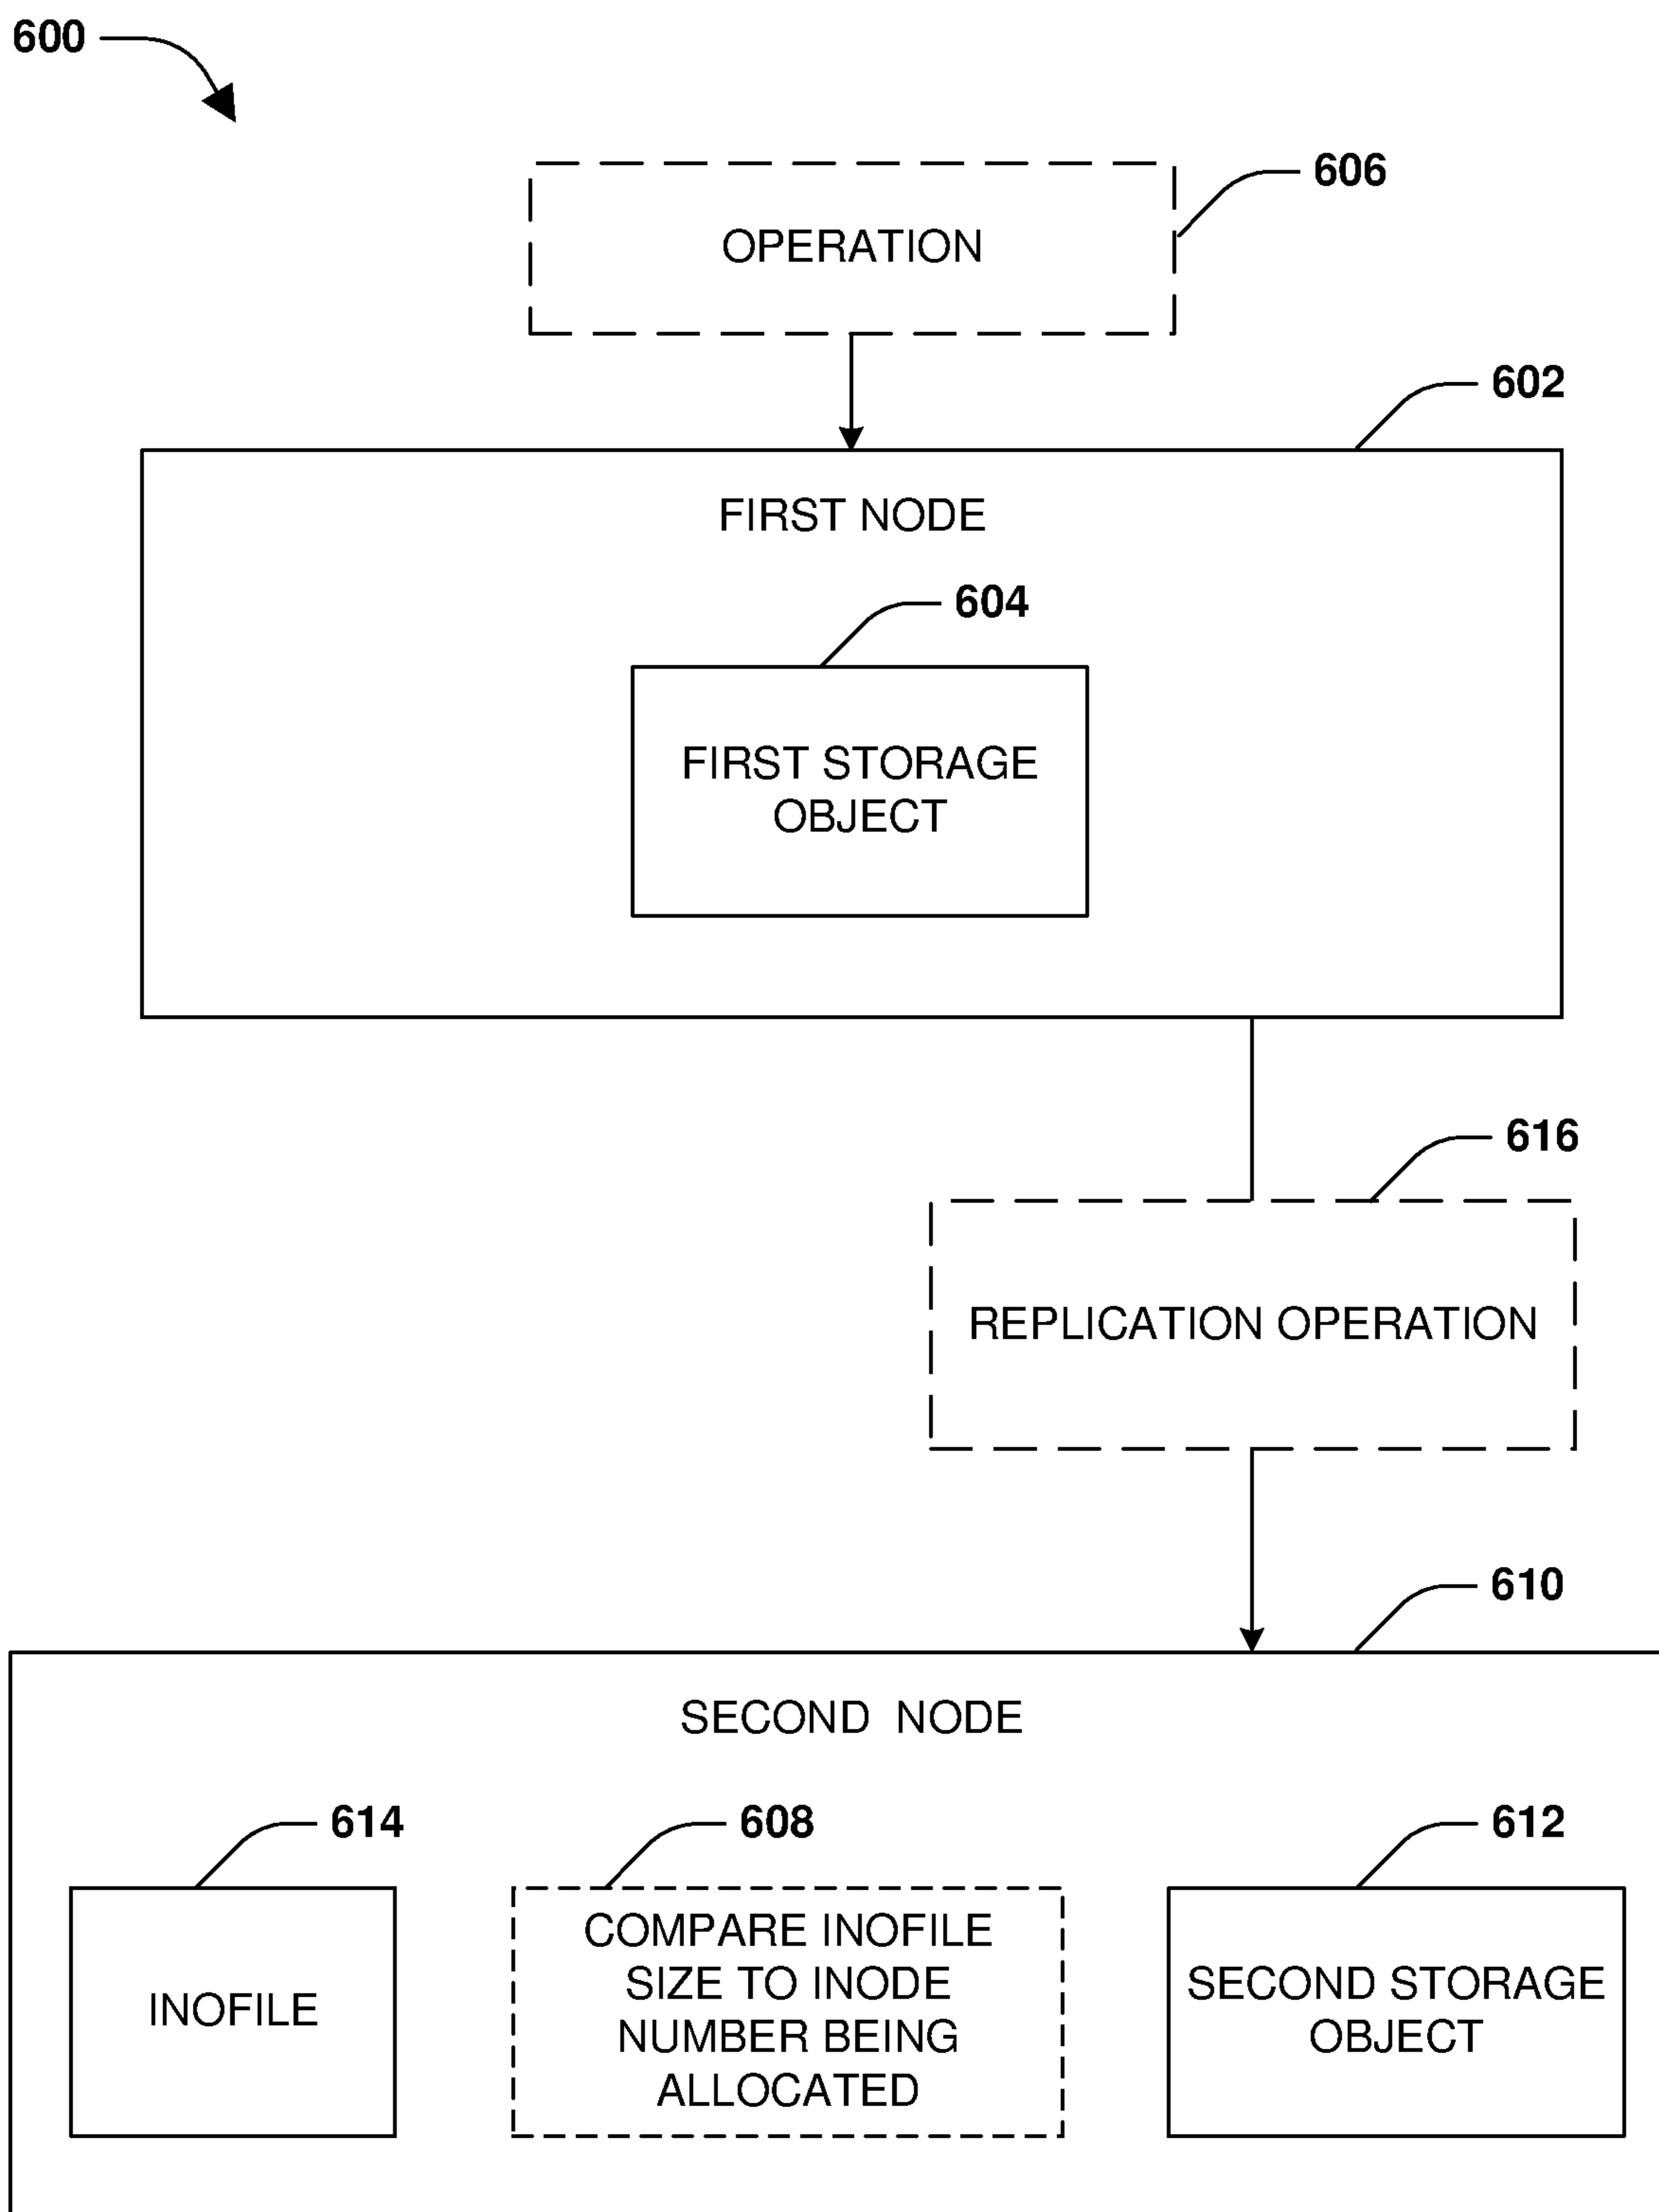 600
606
OPERATION
602
FIRST NODE
604
FIRST STORAGE
OBJECT
616
REPLICATION OPERATION
610
SECOND NODE
614
608
612
INOFILE
COMPARE INOFILE
SIZE TO INODE
NUMBER BEING
ALLOCATED
SECOND STORAGE
OBJECT